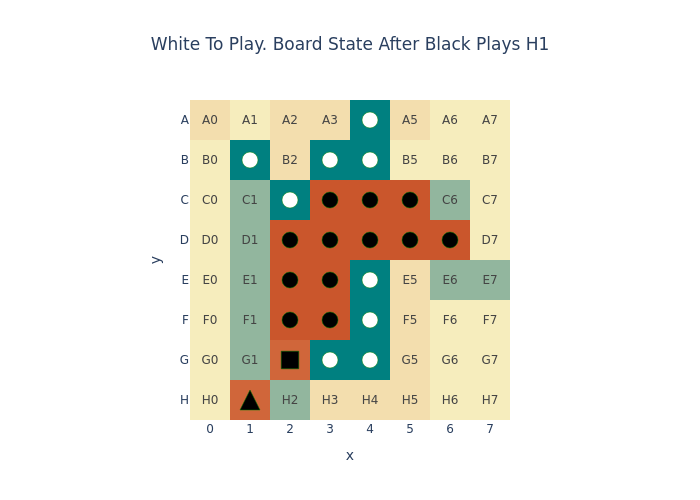 White To Play. Board State After Black Plays H1
A A0 A1 A2 A3 A5 A6 A7
B B0 B2 B5 B6 B7
C C0 C1 C6 C7
D D0 D1 D7
E E0 E1 E5 E6 E7
F F0 F1 F5 F6 F7
G G0 G1 G5 G6 G7
H H0 H2 H3 H4 H5 H6 H7
0 1 2 3 4 5 6 7
x
y